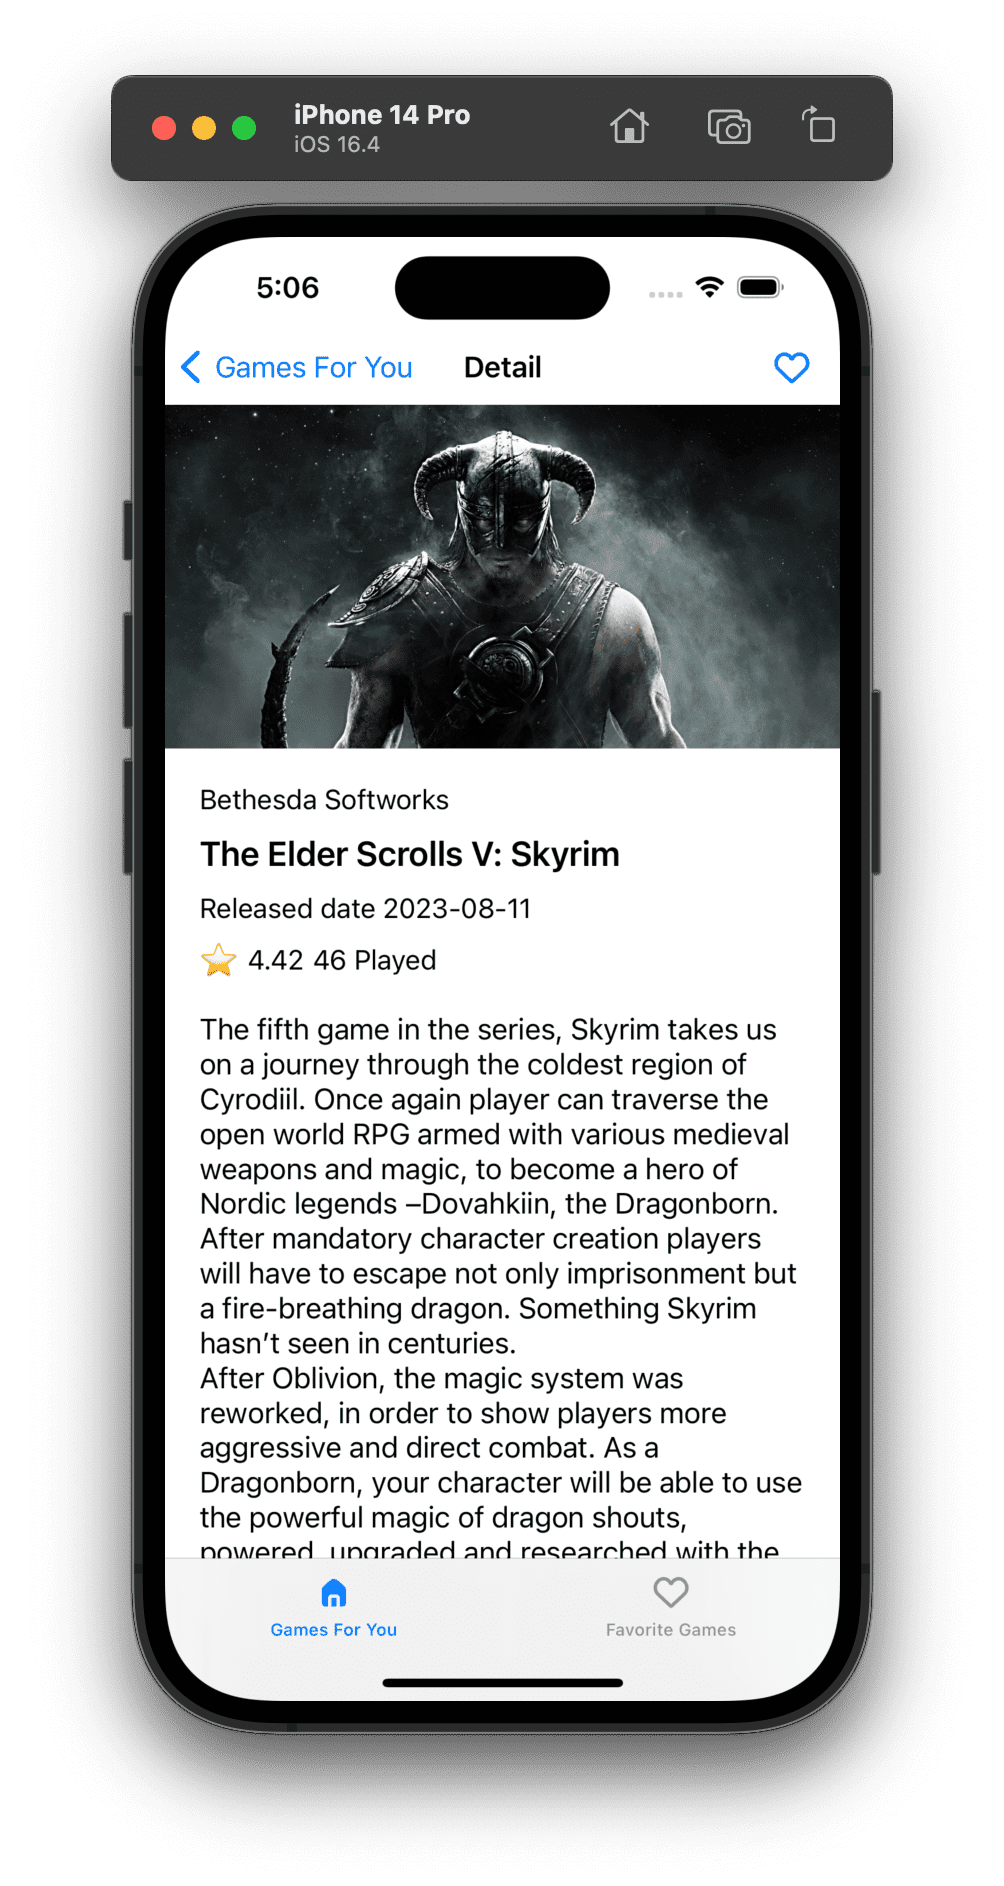 iPhone 14 Pro
iOS 16.4
5:06
Games For You
Detail
Bethesda Softworks
The Elder Scrolls V: Skyrim
Released date 2023-08-11
4.42 46 Played
The fifth game in the series, Skyrim takes us
on a journey through the coldest region of
Cyrodiil. Once again player can traverse the
open world RPG armed with various medieval
weapons and magic, to become a hero of
Nordic legends –Dovahkiin, the Dragonborn.
After mandatory character creation players
will have to escape not only imprisonment but
a fire-breathing dragon. Something Skyrim
hasn’t seen in centuries.
After Oblivion, the magic system was
reworked, in order to show players more
aggressive and direct combat. As a
Dragonborn, your character will be able to use
the powerful magic of dragon shouts,
powered, upgraded and researched with the
Games For You
Favorite Games